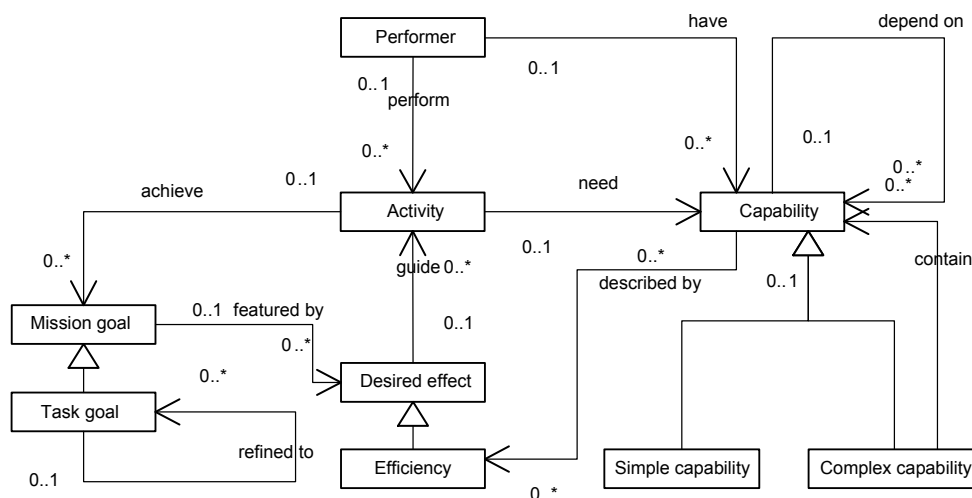 have
depend on
Performer
0..1
0..1
perform
0..1
0..*
0..*
0..*
0..*
achieve
0..1
need
Activity
Capability
0..1
0..*
guide
0..*
0..*
contain
described by
0..1
0..1
featured by
0..1
Mission goal
0..*
Desired effect
0..*
Task goal
refined to
0..1
Efficiency
Simple capability
Complex capability
0..*